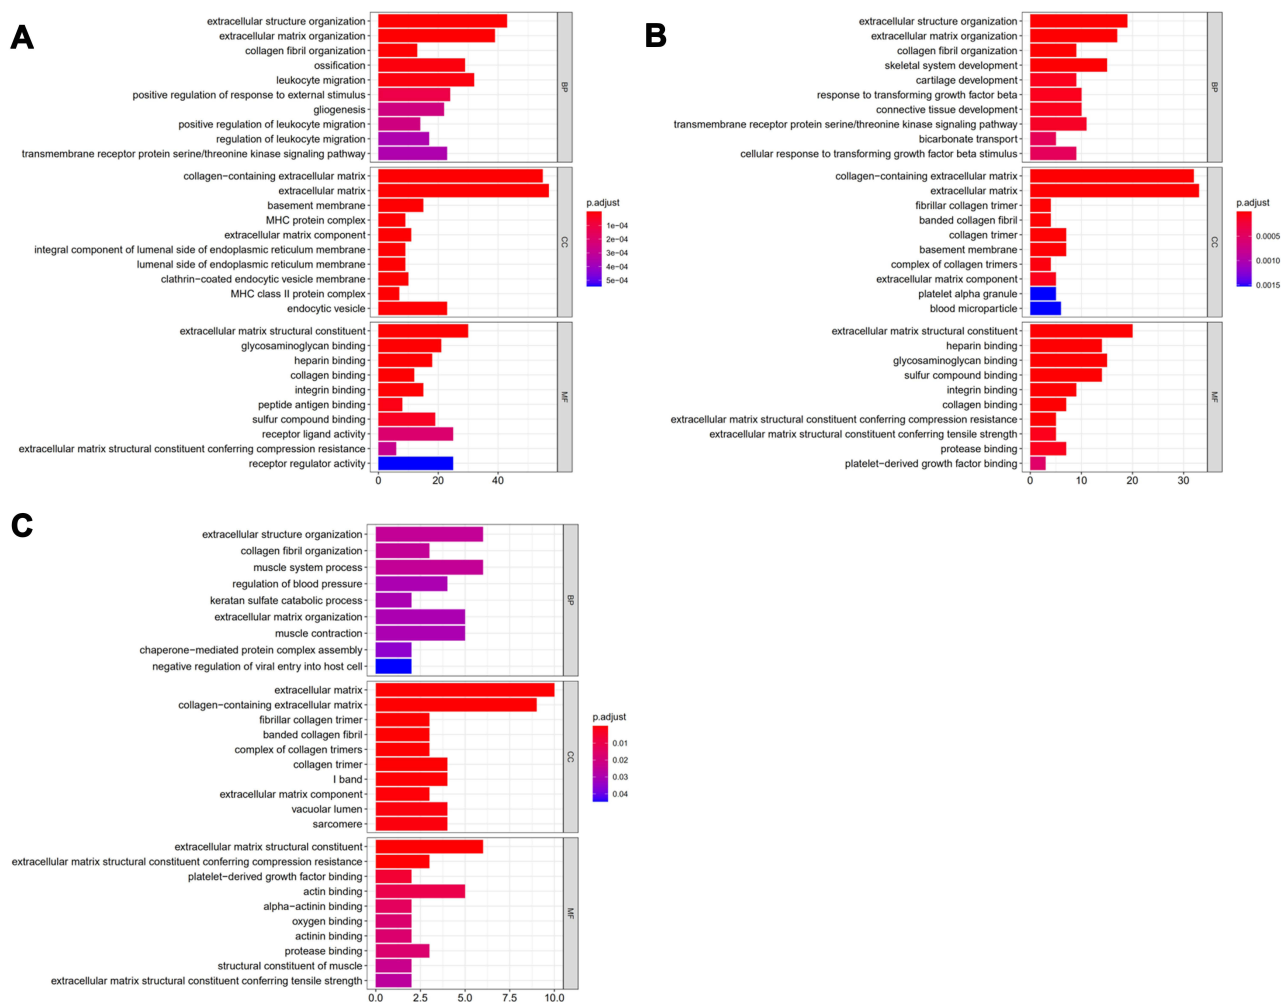 A
extracellular structure organization
extracellular matrix organization
collagen fibril organization
ossification
leukocyte migration
positive regulation of response to external stimulus
gliogenesis
positive regulation of leukocyte migration
regulation of leukocyte migration
transmembrane receptor protein serine/threonine kinase signaling pathway
BP
collagen−containing extracellular matrix
extracellular matrix
basement membrane
MHC protein complex
extracellular matrix component
integral component of lumenal side of endoplasmic reticulum membrane
lumenal side of endoplasmic reticulum membrane
clathrin−coated endocytic vesicle membrane
MHC class II protein complex
endocytic vesicle
CC
extracellular matrix structural constituent
glycosaminoglycan binding
heparin binding
collagen binding
integrin binding
peptide antigen binding
sulfur compound binding
receptor ligand activity
extracellular matrix structural constituent conferring compression resistance
receptor regulator activity
MF
0 20 40
p.adjust
1e−04
2e−04
3e−04
4e−04
5e−04
B
extracellular structure organization
extracellular matrix organization
collagen fibril organization
skeletal system development
cartilage development
response to transforming growth factor beta
connective tissue development
transmembrane receptor protein serine/threonine kinase signaling pathway
bicarbonate transport
cellular response to transforming growth factor beta stimulus
BP
collagen−containing extracellular matrix
extracellular matrix
fibrillar collagen trimer
banded collagen fibril
collagen trimer
basement membrane
complex of collagen trimers
extracellular matrix component
platelet alpha granule
blood microparticle
CC
extracellular matrix structural constituent
heparin binding
glycosaminoglycan binding
sulfur compound binding
integrin binding
collagen binding
extracellular matrix structural constituent conferring compression resistance
extracellular matrix structural constituent conferring tensile strength
protease binding
platelet−derived growth factor binding
MF
0 10 20 30
p.adjust
0.0005
0.0010
0.0015
C
extracellular structure organization
collagen fibril organization
muscle system process
regulation of blood pressure
keratan sulfate catabolic process
extracellular matrix organization
muscle contraction
chaperone−mediated protein complex assembly
negative regulation of viral entry into host cell
BP
extracellular matrix
collagen−containing extracellular matrix
fibrillar collagen trimer
banded collagen fibril
complex of collagen trimers
collagen trimer
I band
extracellular matrix component
vacuolar lumen
sarcomere
CC
extracellular matrix structural constituent
extracellular matrix structural constituent conferring compression resistance
platelet−derived growth factor binding
actin binding
alpha−actinin binding
oxygen binding
actinin binding
protease binding
structural constituent of muscle
extracellular matrix structural constituent conferring tensile strength
MF
0.0 2.5 5.0 7.5 10.0
p.adjust
0.01
0.02
0.03
0.04